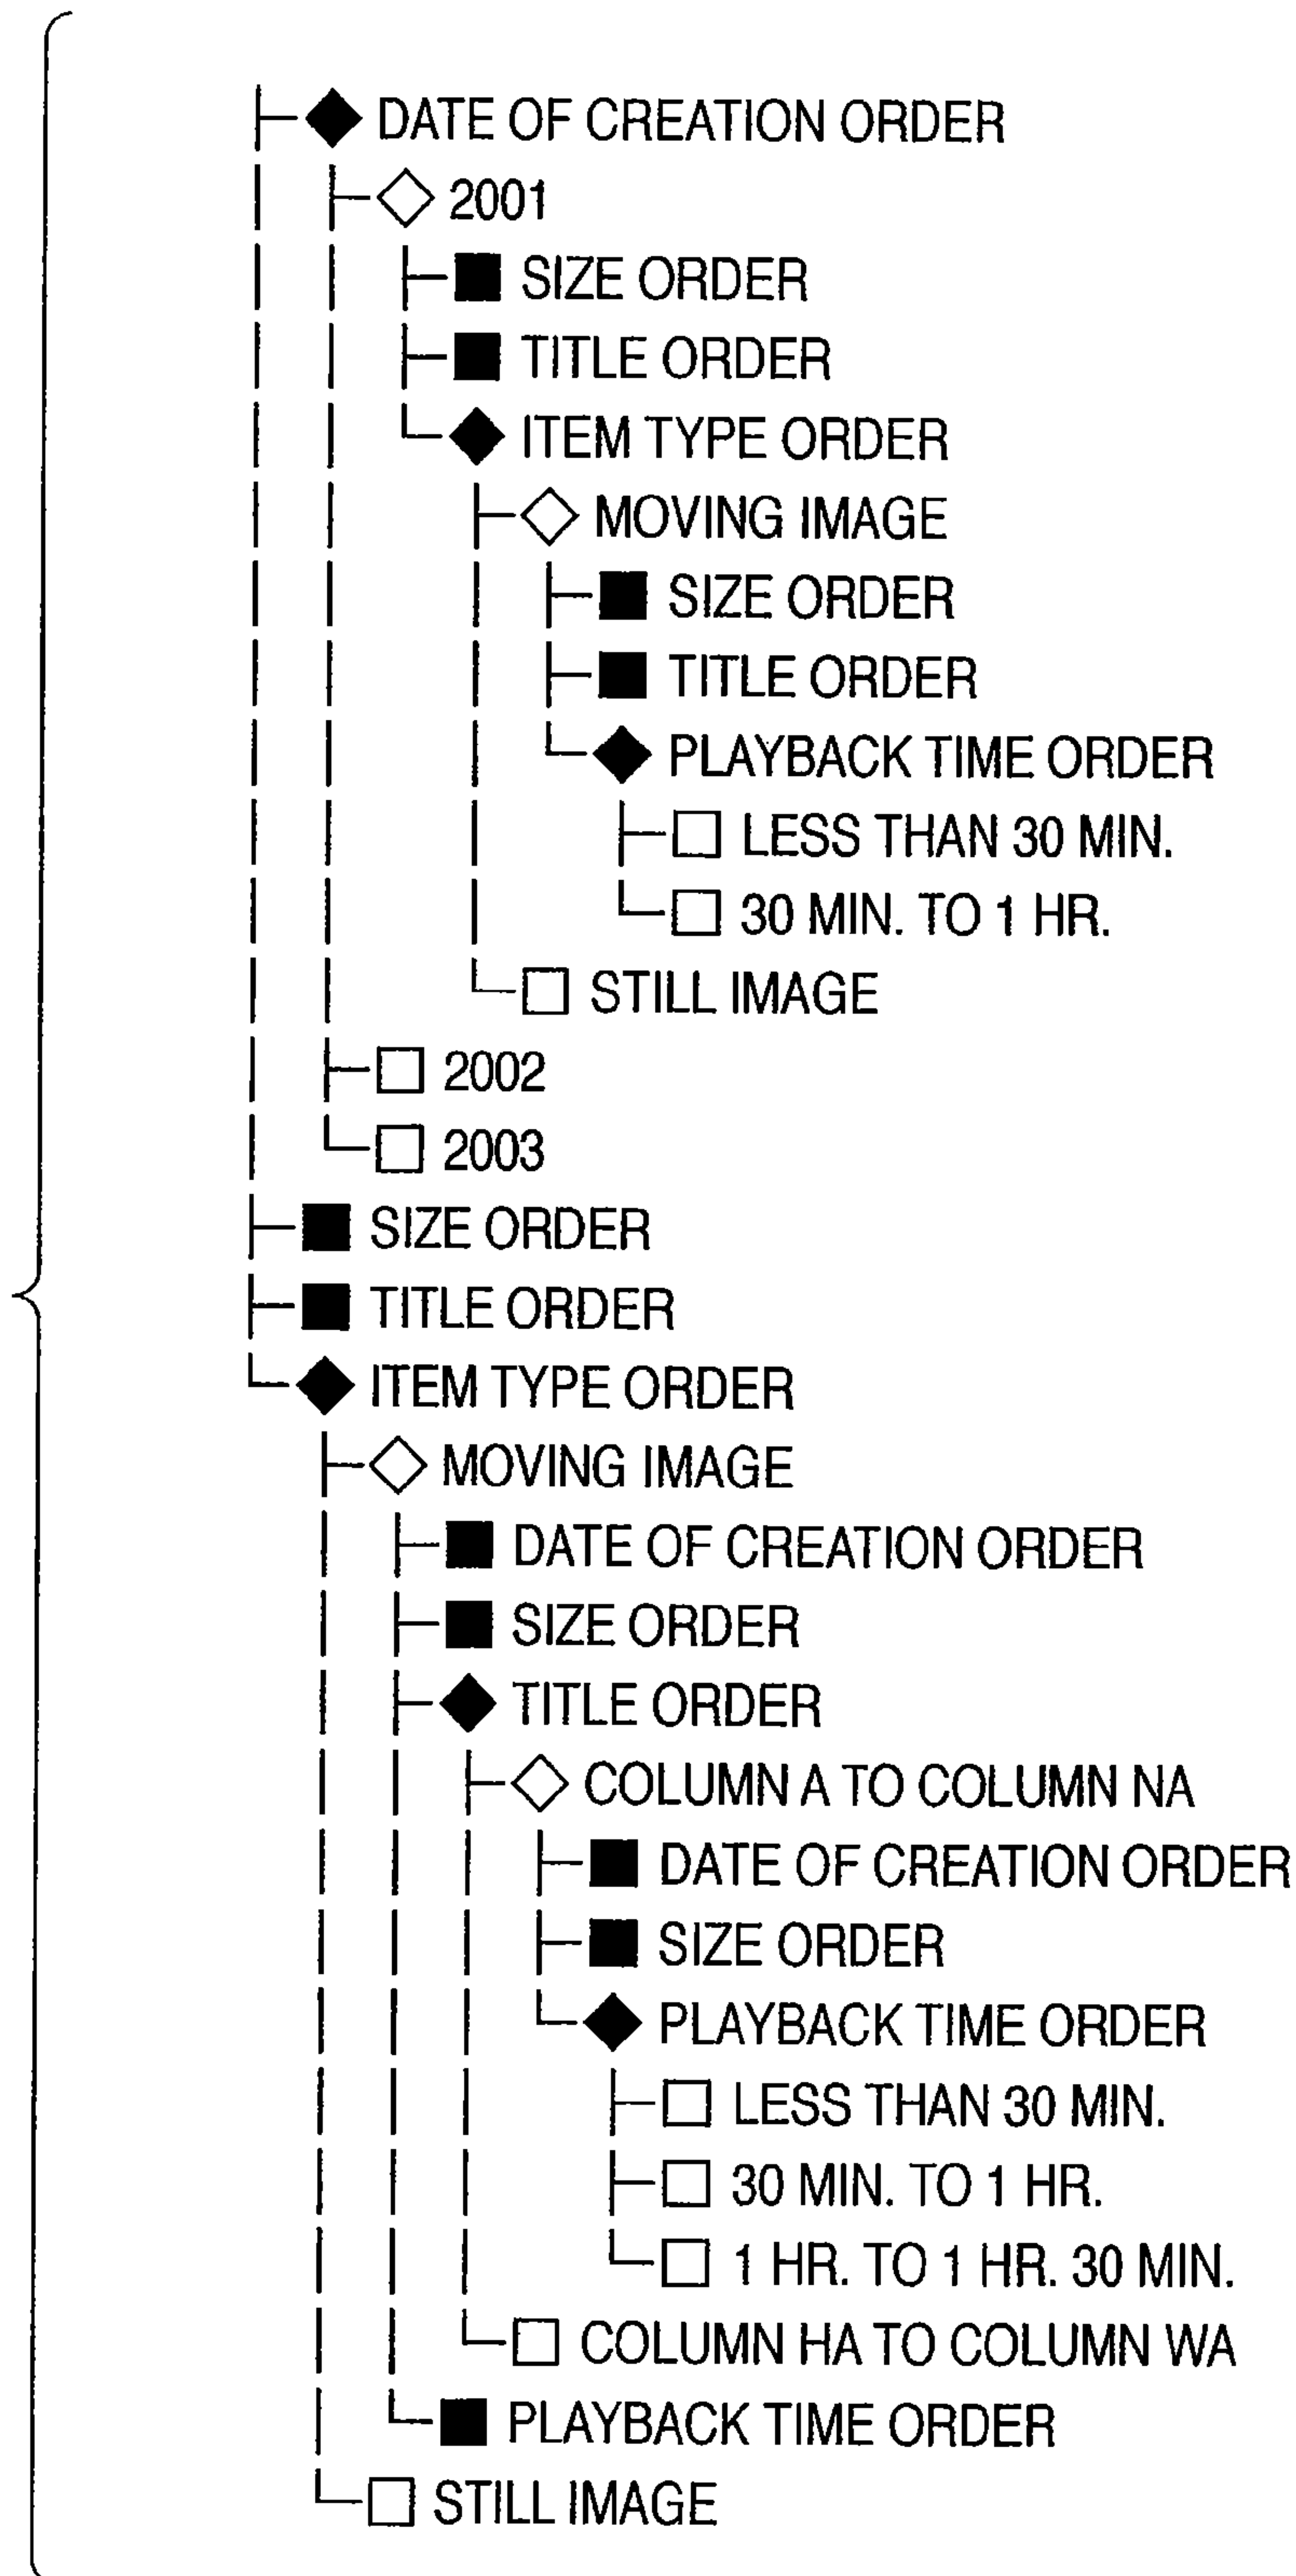 DATE OF CREATION ORDER
2001
SIZE ORDER
TITLE ORDER
ITEM TYPE ORDER
MOVING IMAGE
SIZE ORDER
TITLE ORDER
PLAYBACK TIME ORDER
LESS THAN 30 MIN.
30 MIN. TO 1 HR.
STILL IMAGE
2002
2003
SIZE ORDER
TITLE ORDER
ITEM TYPE ORDER
MOVING IMAGE
DATE OF CREATION ORDER
SIZE ORDER
TITLE ORDER
COLUMN A TO COLUMN NA
DATE OF CREATION ORDER
SIZE ORDER
PLAYBACK TIME ORDER
LESS THAN 30 MIN.
30 MIN. TO 1 HR.
1 HR. TO 1 HR. 30 MIN.
COLUMN HA TO COLUMN WA
PLAYBACK TIME ORDER
STILL IMAGE